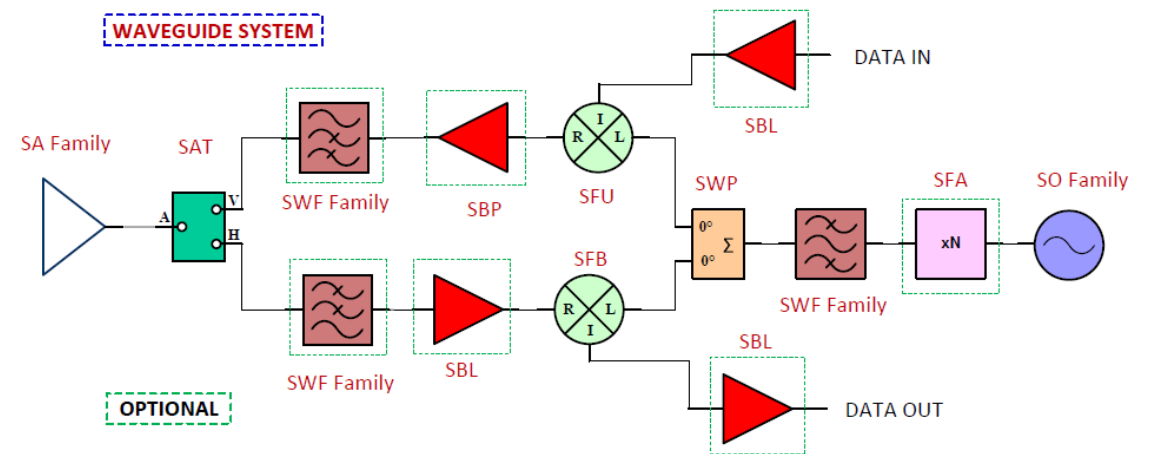 WAVEGUIDE SYSTEM
DATA IN
SBL
SA Family
SAT
A
V
H
SWF Family
SBP
R
I
L
SFU
SWP
0°
0°
Σ
SFA
xN
SO Family
SWF Family
SWF Family
SBL
SFB
R
L
I
SBL
DATA OUT
OPTIONAL